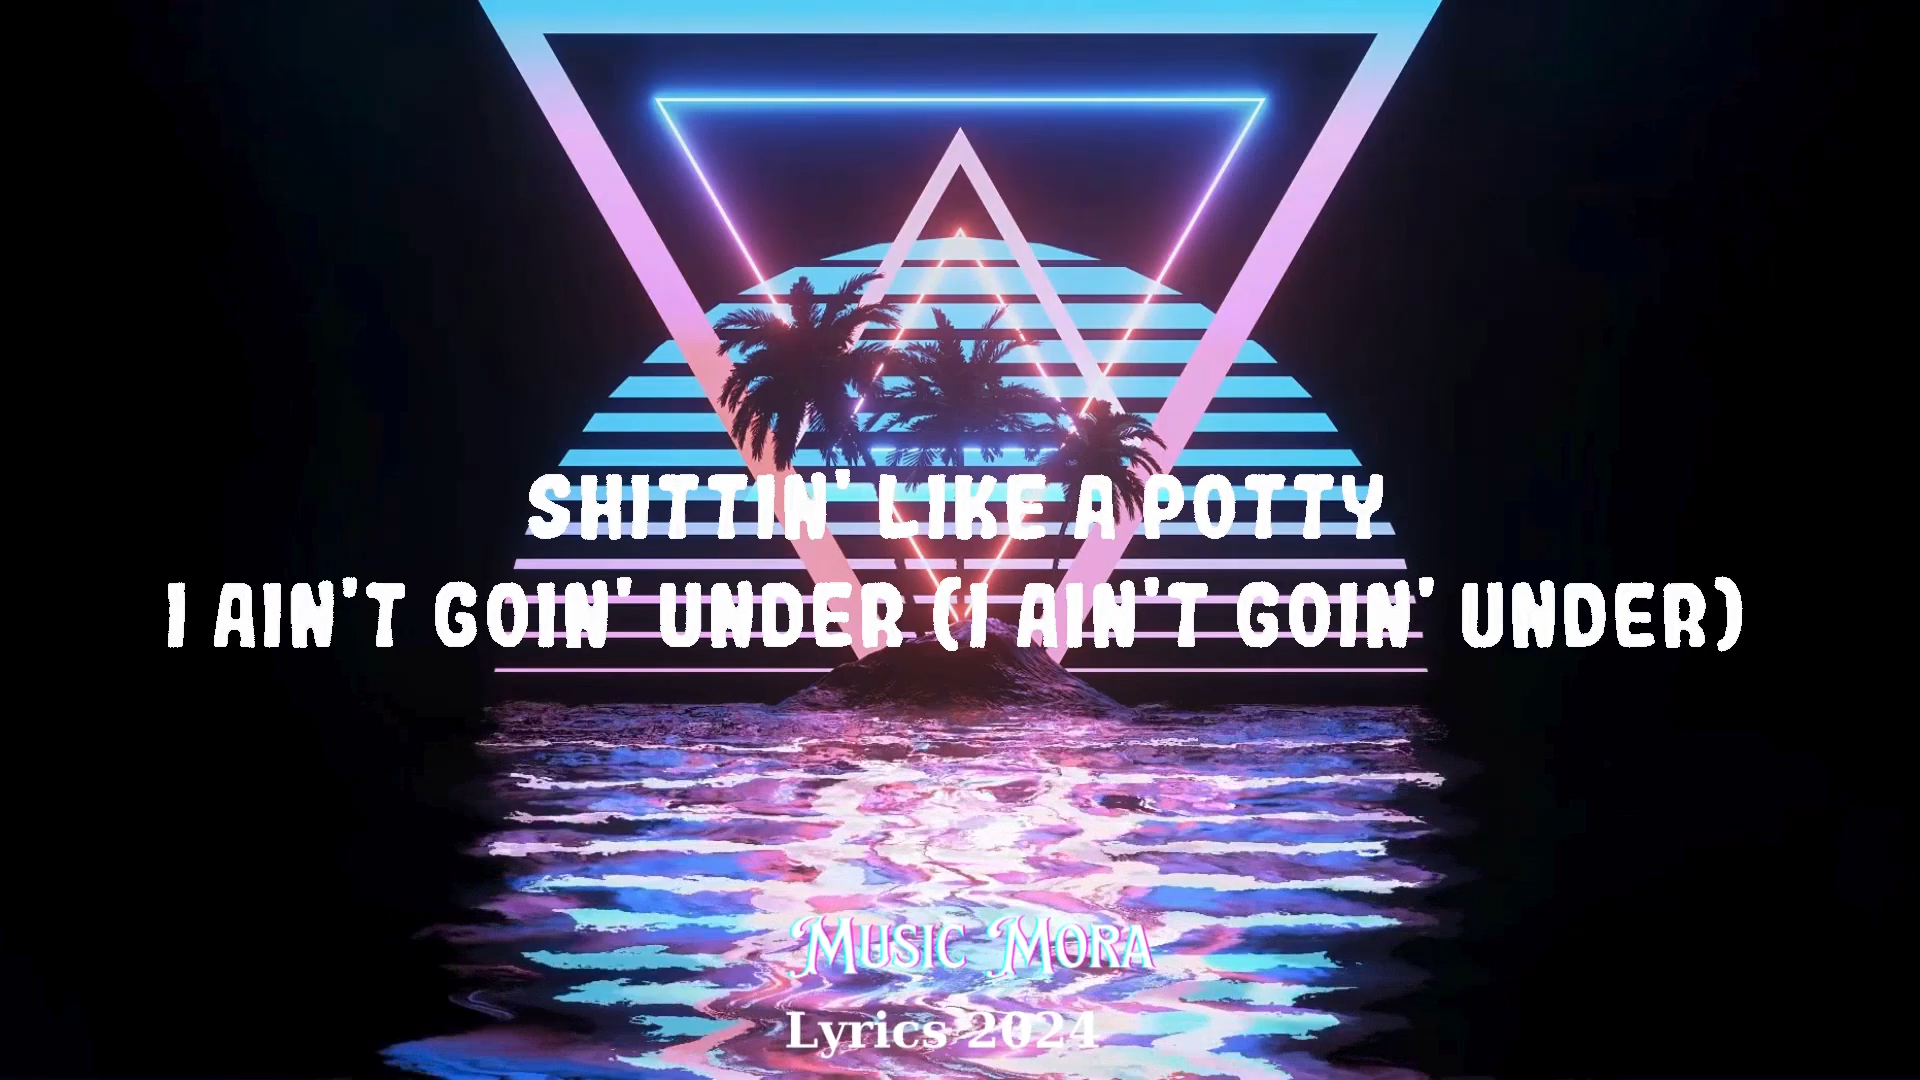 SHITTIN' LIKE A POTTY
I AIN'T GOIN' UNDER (I AIN'T GOIN' UNDER)
MUSIC MORA
Lyrics 2024